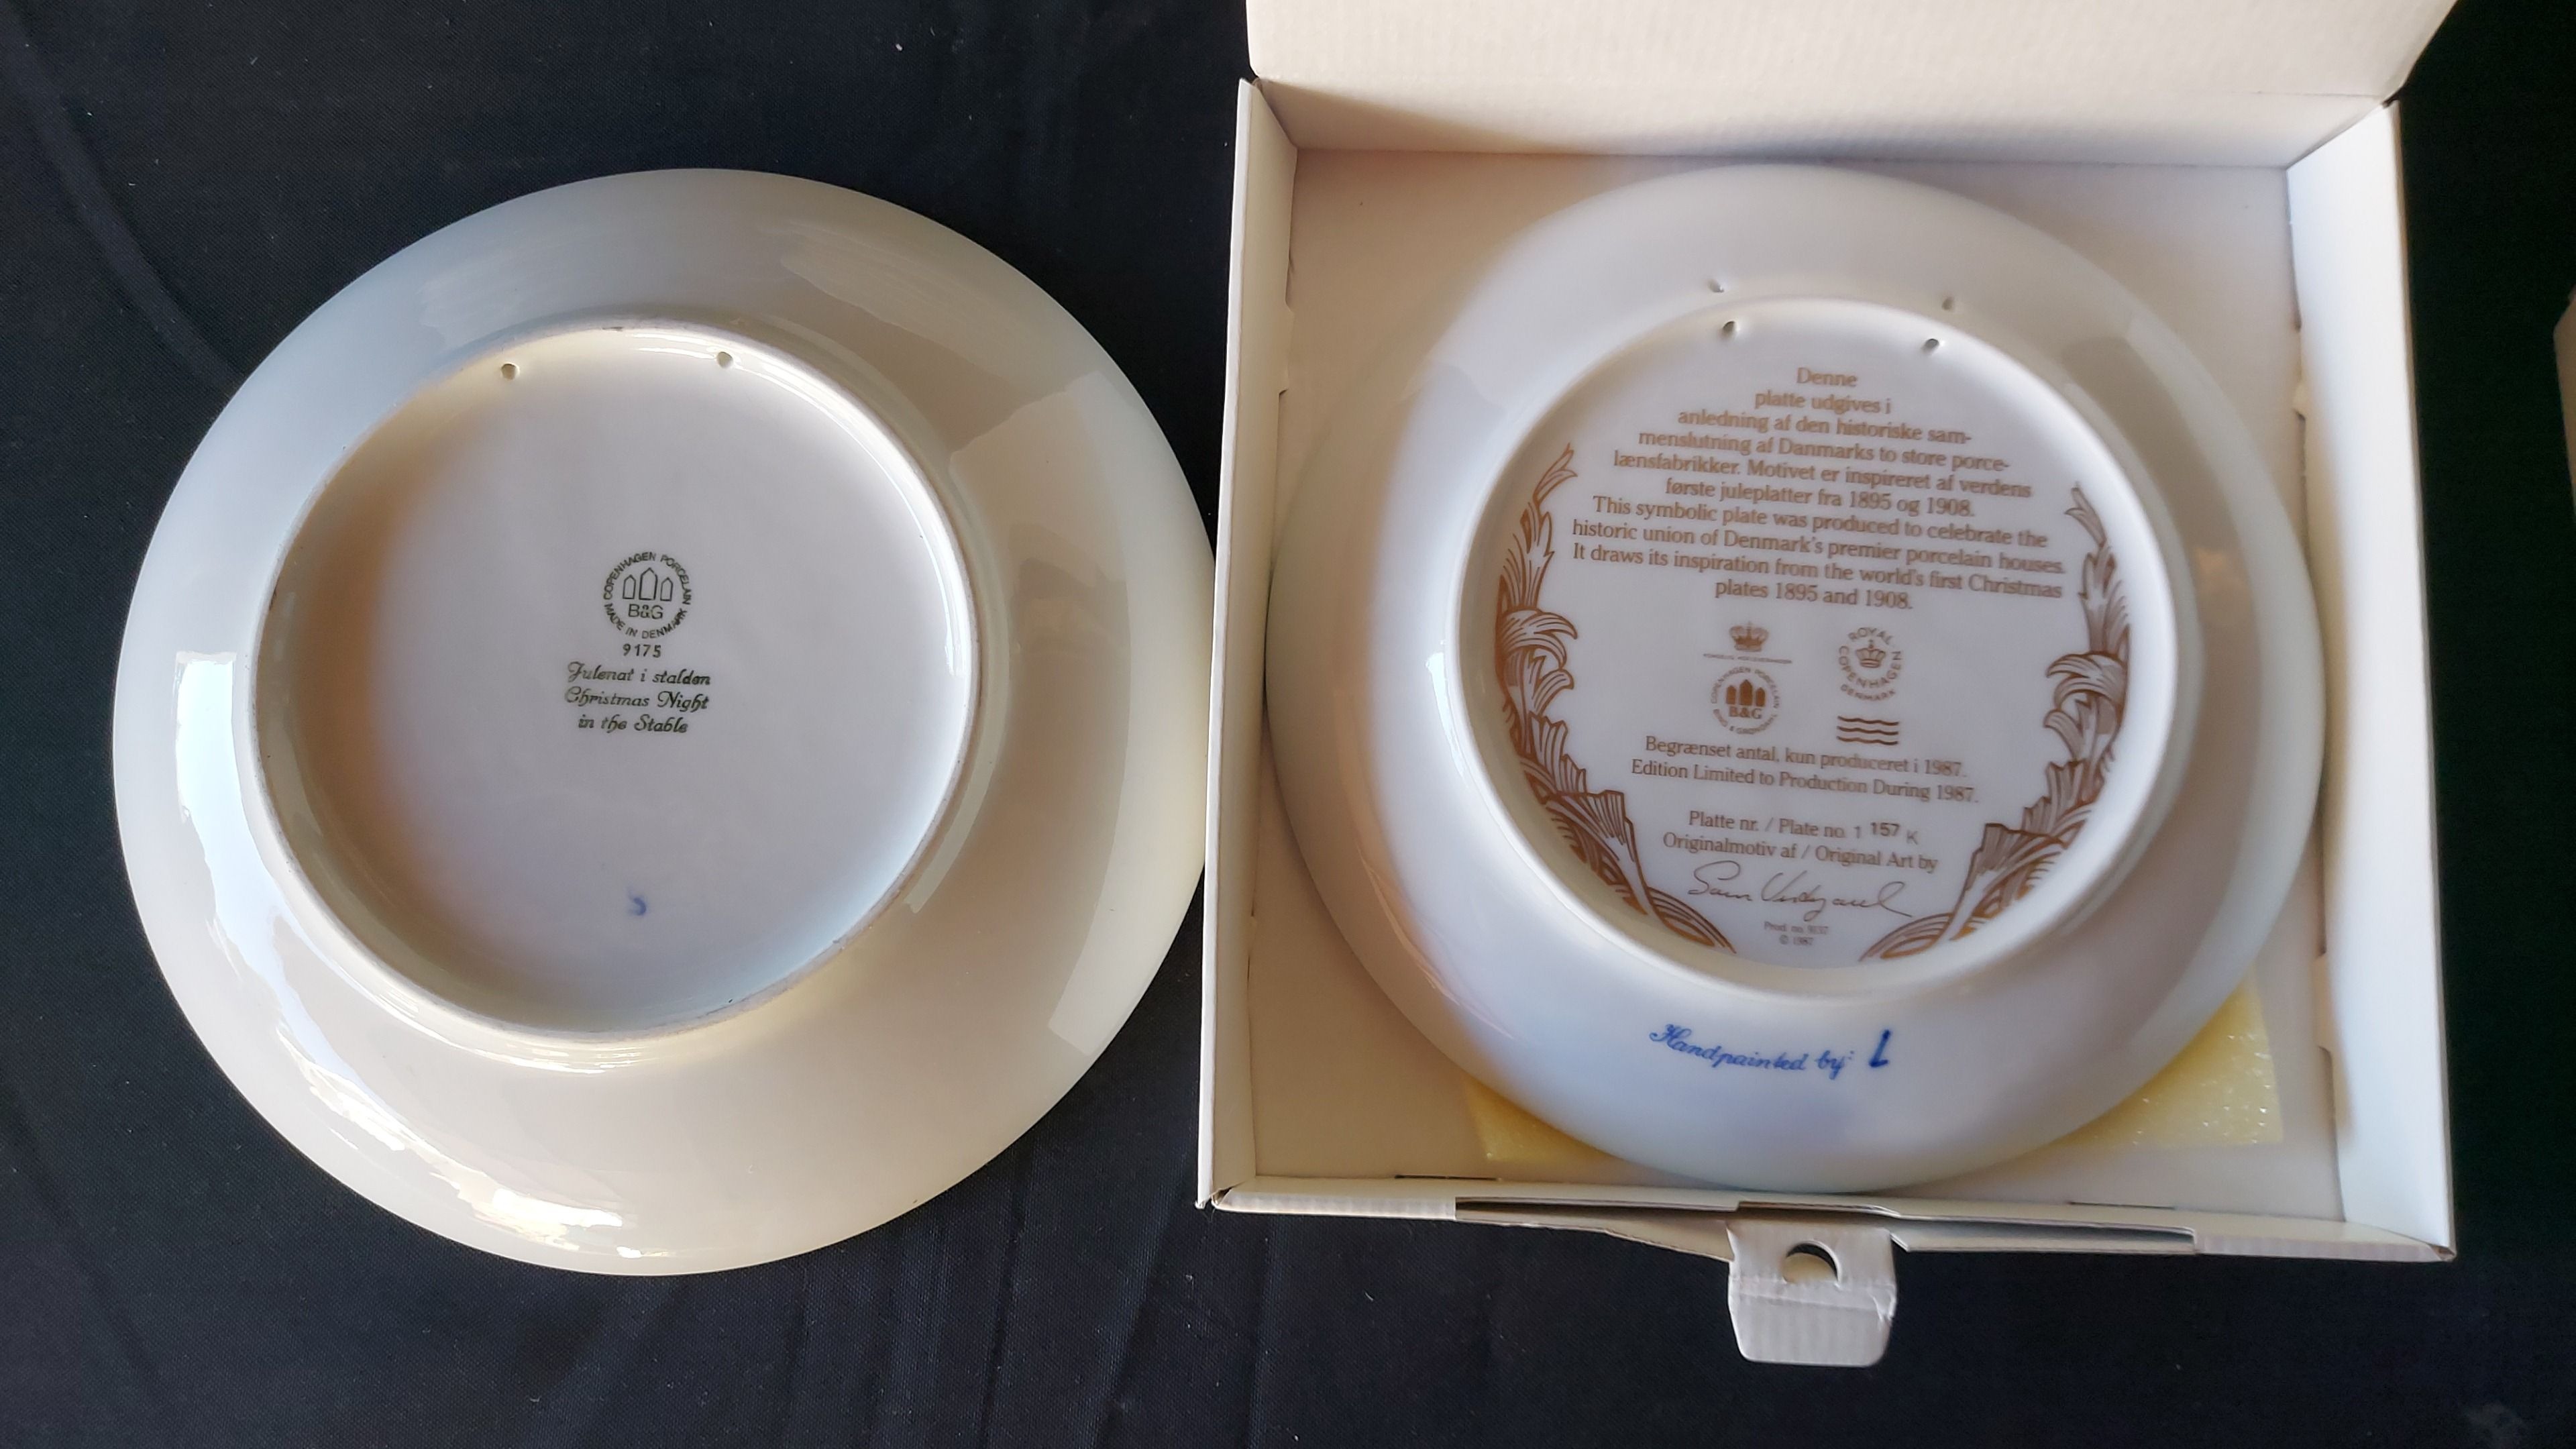 COPENHAGEN PORCELAIN
B&G
MADE IN DENMARK
9175
Julenat i stalden
Christmas Night
in the Stable
Denne
platte udgives i
anledning af den historiske sam-
menslutning af Danmarks to store porce-
lænsfabrikker. Motivet er inspireret af verdens
første juleplatter fra 1895 og 1908.
This symbolic plate was produced to celebrate the
historic union of Denmark's premier porcelain houses.
It draws its inspiration from the world's first Christmas
plates 1895 and 1908.
ROYAL
COPENHAGEN
DENMARK
COPENHAGEN PORCELAIN
B&G
Begrænset antal, kun produceret i 1987.
Edition Limited to Production During 1987.
Platte nr. / Plate no. 1 157 K
Originalmotiv af / Original Art by
Prod. no. 9137
© 1987
Handpainted by: L